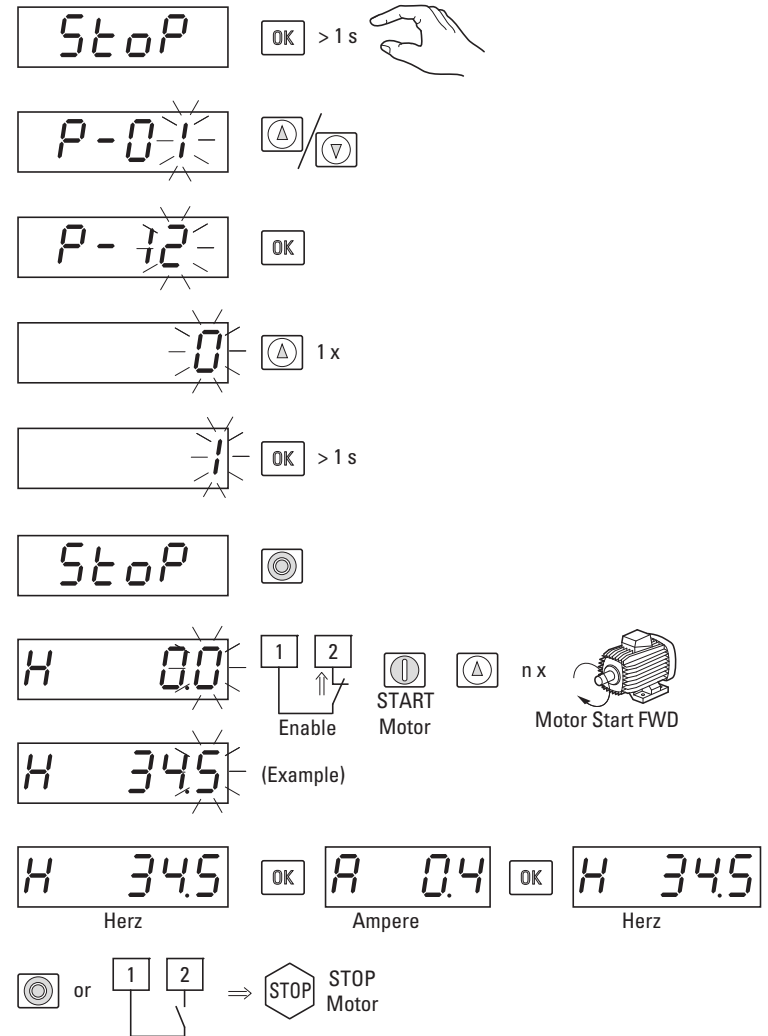 StoP OK > 1 s
P-01
P-12 OK
0 1 x
1 OK > 1 s
StoP
H 0.0 1 2 n x
Enable START Motor Motor Start FWD
H 34.5 (Example)
H 34.5 OK A 0.4 OK H 34.5
Herz Ampere Herz
or 1 2 ⇒ STOP STOP Motor